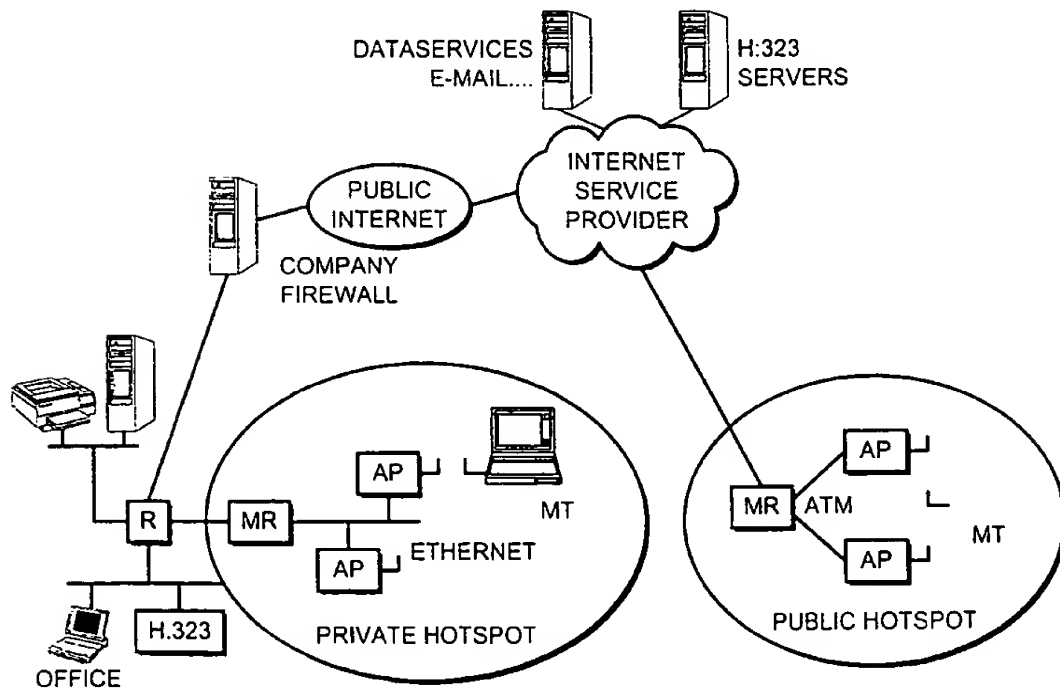 DATASERVICES
E-MAIL....
H:323
SERVERS
INTERNET
SERVICE
PROVIDER
PUBLIC
INTERNET
COMPANY
FIREWALL
AP
MT
R
MR
ETHERNET
AP
H.323
OFFICE
PRIVATE HOTSPOT
AP
MR
ATM
MT
AP
PUBLIC HOTSPOT